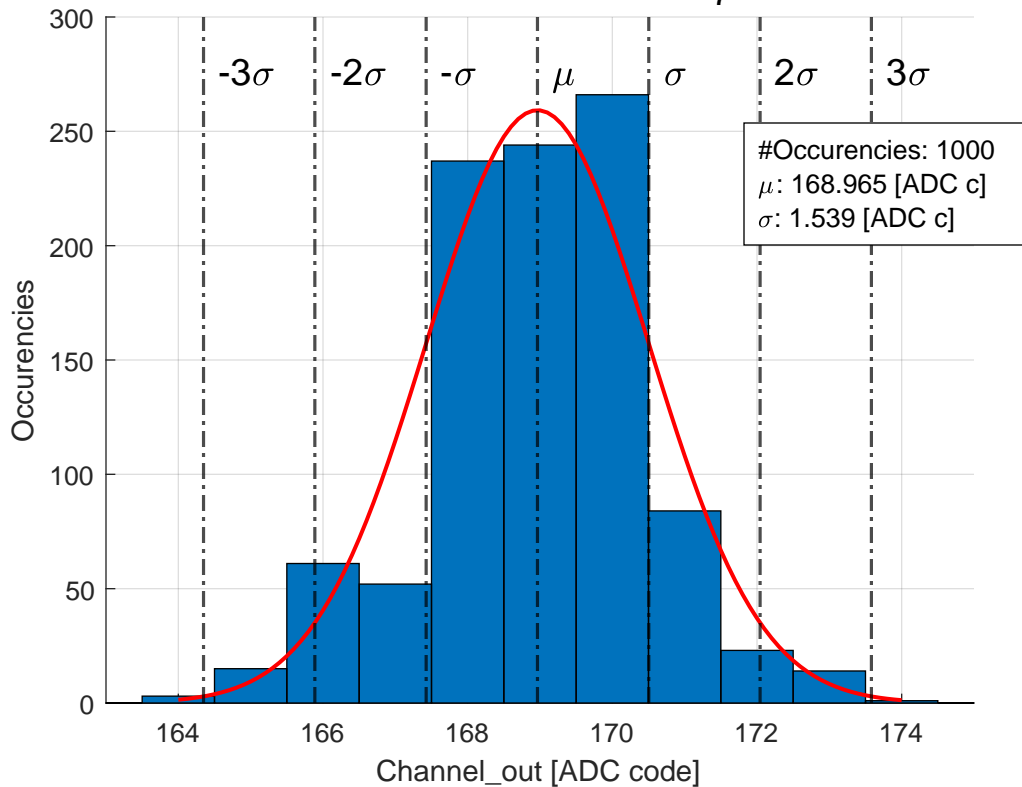 300
250
200
150
100
50
0
Occurencies
-3σ -2σ -σ μ σ 2σ 3σ
#Occurencies: 1000
μ: 168.965 [ADC c]
σ: 1.539 [ADC c]
164 166 168 170 172 174
Channel_out [ADC code]